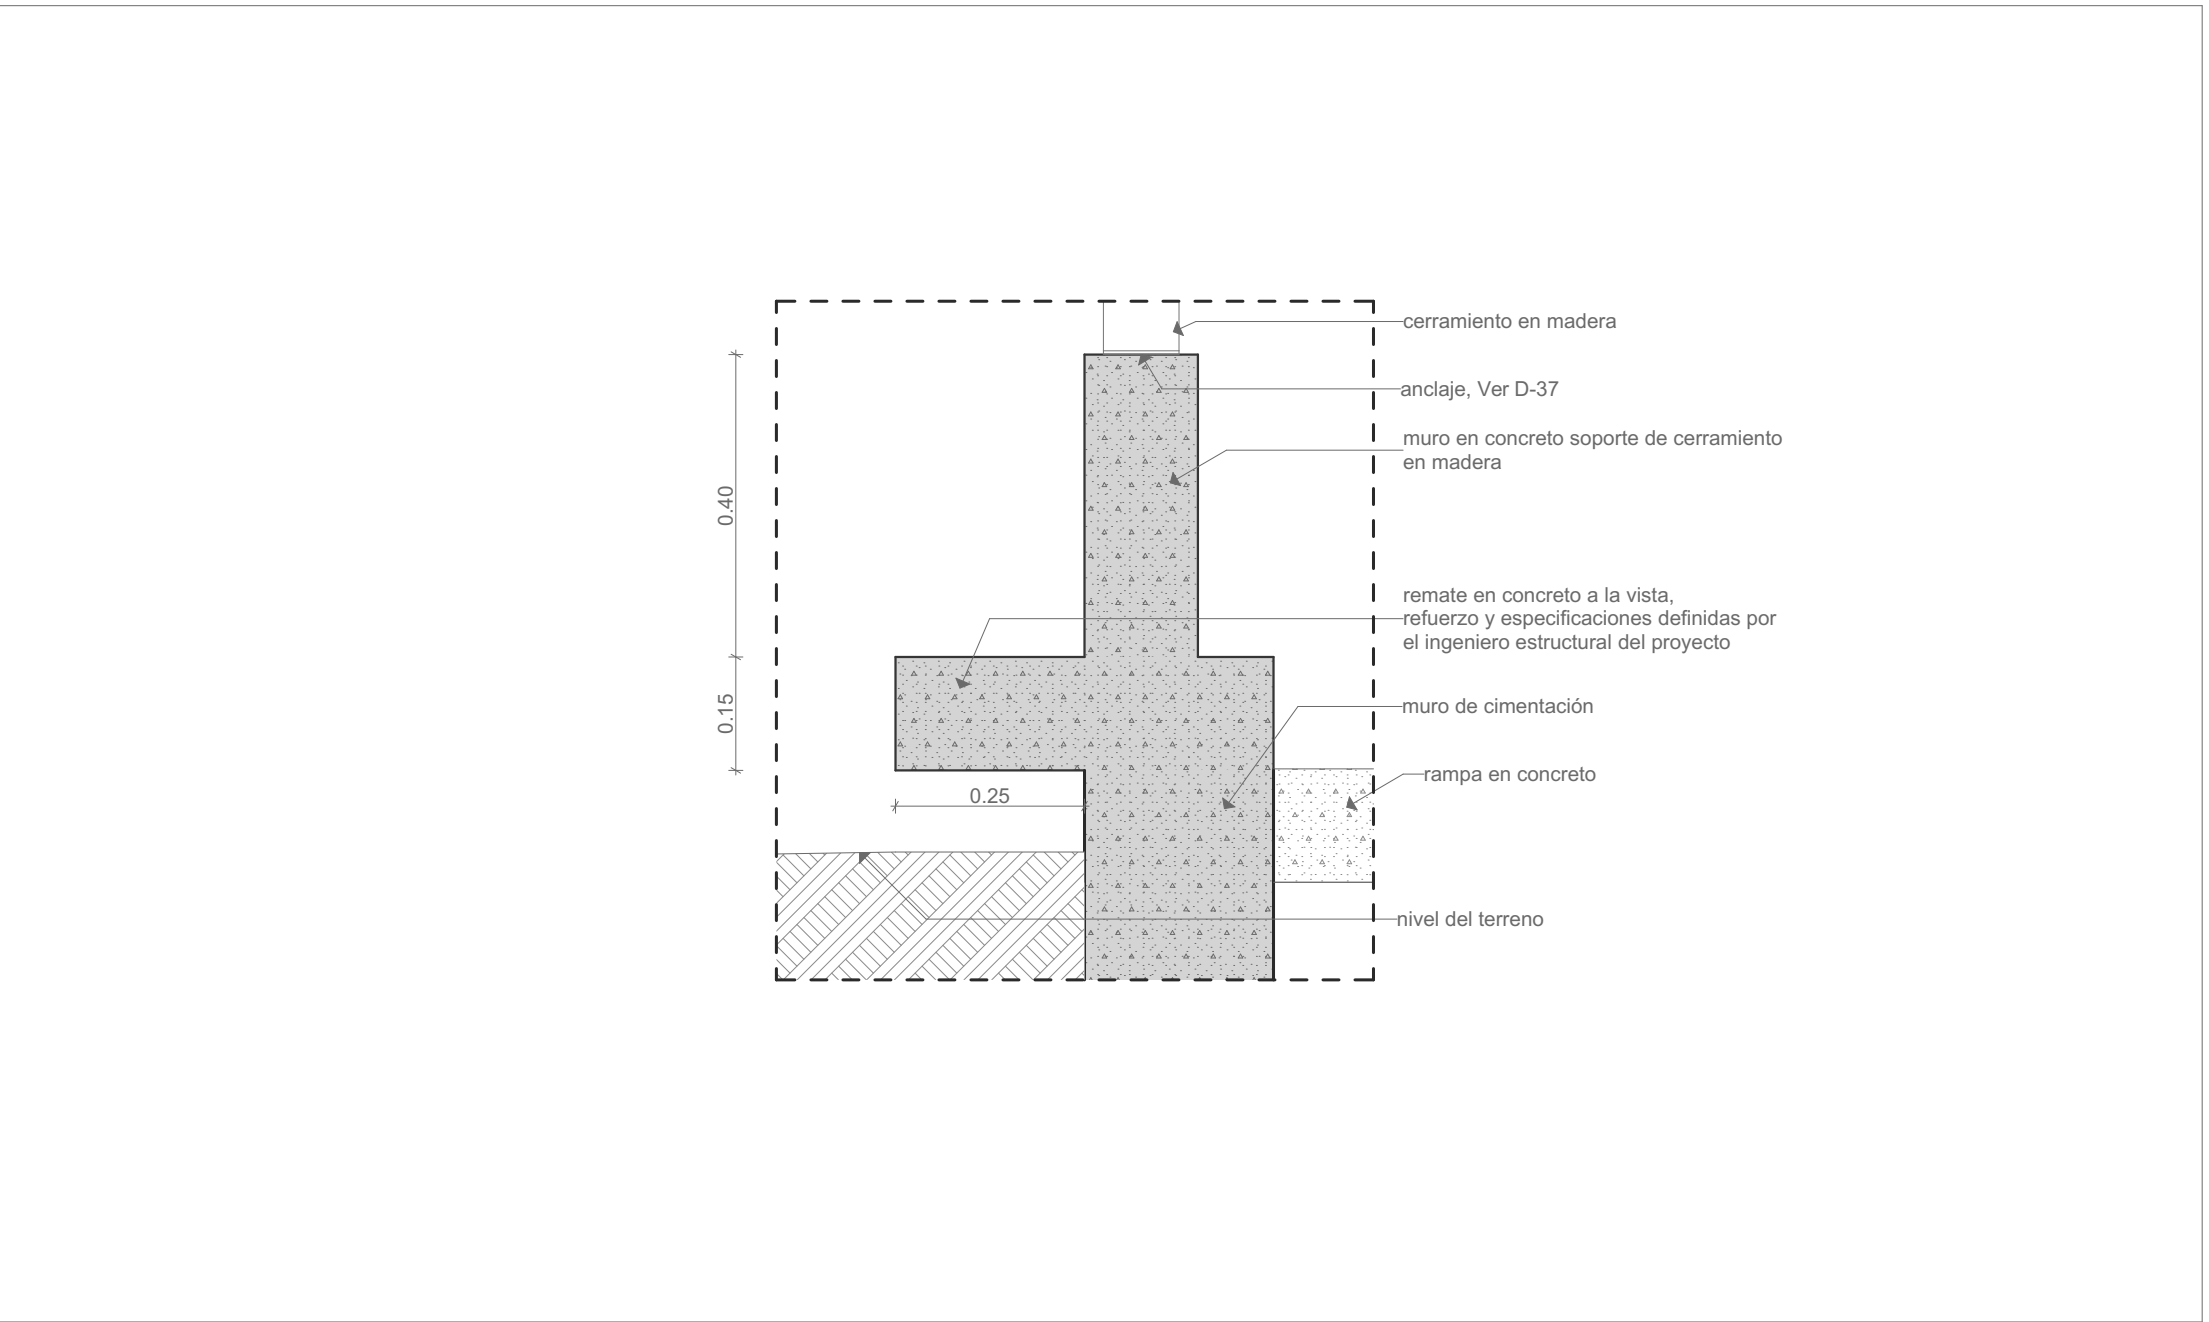 cerramiento en madera
anclaje, Ver D-37
muro en concreto soporte de cerramiento
en madera
0.40
remate en concreto a la vista,
refuerzo y especificaciones definidas por
el ingeniero estructural del proyecto
0.15
muro de cimentación
rampa en concreto
0.25
nivel del terreno